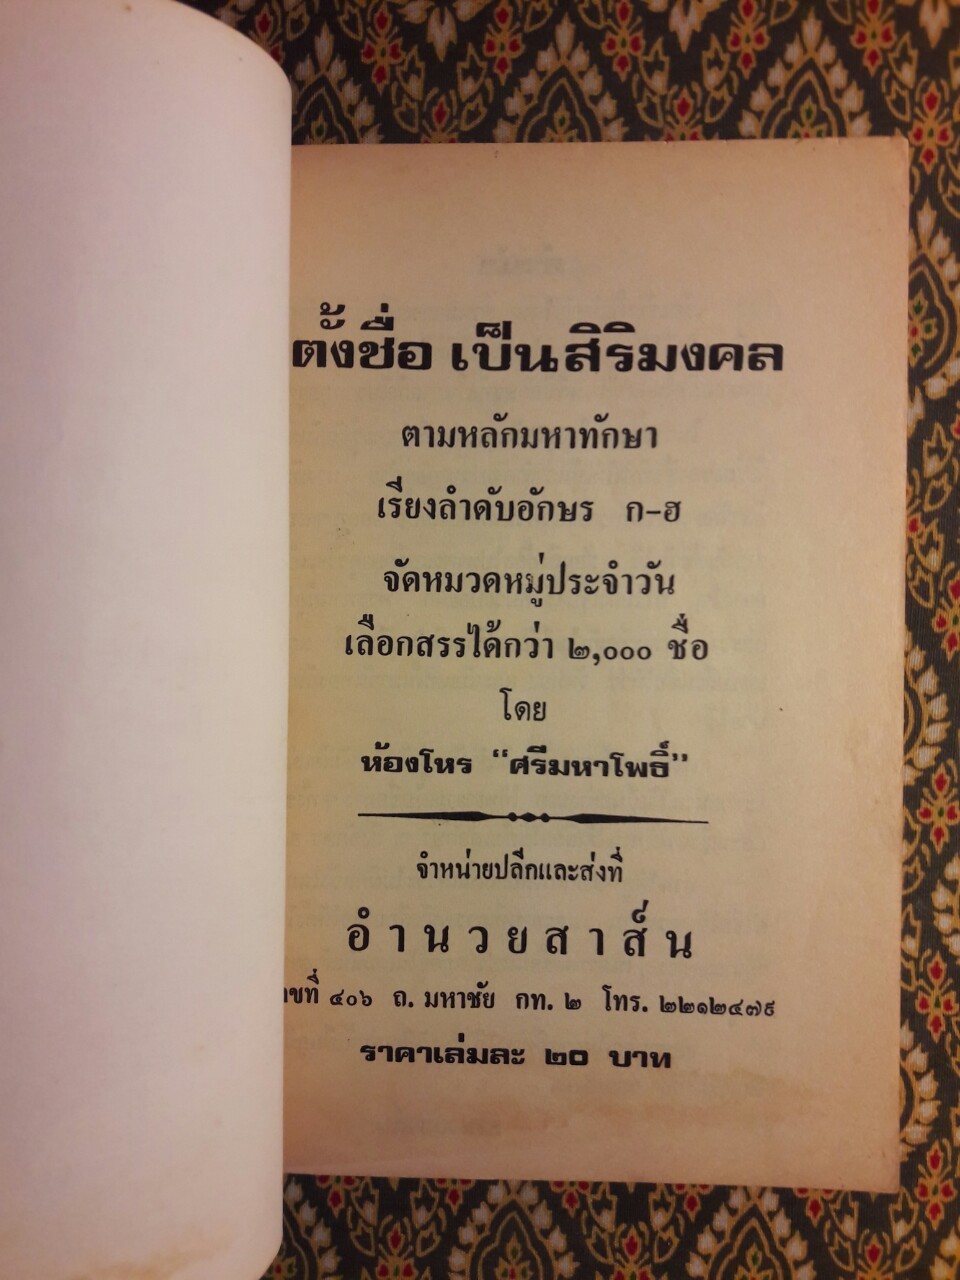 ตั้งชื่อ เป็นสิริมงคล
ตามหลักมหาทักษา
เรียงลำดับอักษร ก-ฮ
จัดหมวดหมู่ประจำวัน
เลือกสรรได้กว่า ๒,๐๐๐ ชื่อ
โดย
ห้องโหร "ศรีมหาโพธิ์"
จำหน่ายปลีกและส่งที่
อำนวยสาส์น
ขที่ ๔๐๖ ถ. มหาชัย กท. ๒ โทร. ๒๒๑๒๔๗๙
ราคาเล่มละ ๒๐ บาท